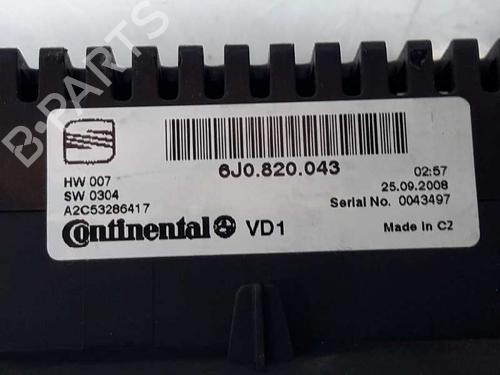 B-PARTS
6J0.820.043
HW 007
SW 0304
A2C53286417
02:57
25.09.2008
Serial No. 0043497
Continental VD1
Made in CZ